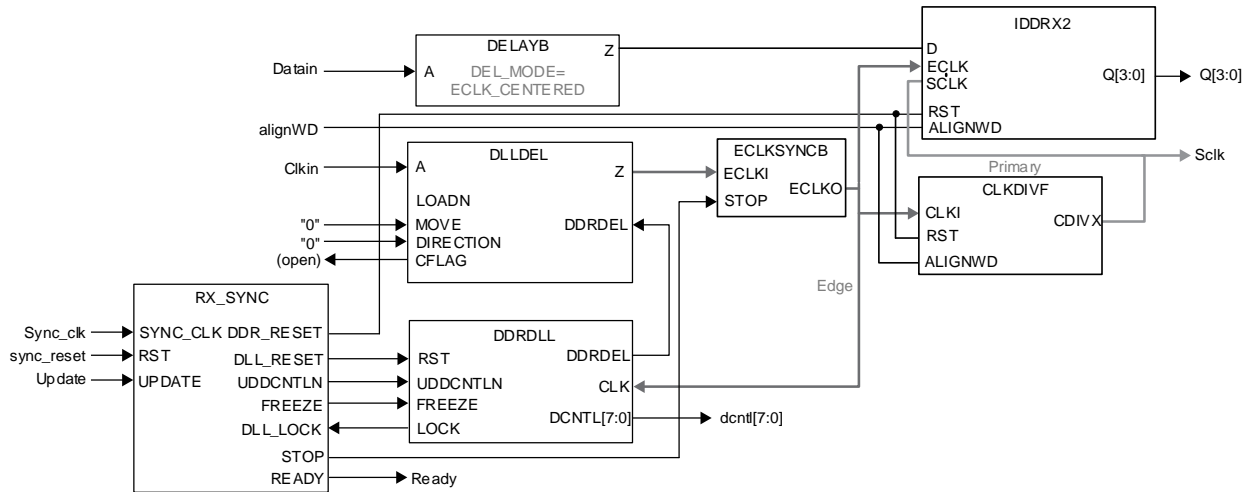 IDDRX2
DELAYB
Z
D
Datain
A
DEL_MODE=
ECLK_CENTERED
ECLK
SCLK
Q[3:0]
Q[3:0]
RST
alignWD
ALIGNWD
DLLDEL
ECLKSYNCB
Clkin
A
Z
ECLKI
ECLKO
STOP
Primary
Sclk
CLKDIVF
LOADN
"0"
MOVE
DDRDEL
CLKI
CDIVX
"0"
DIRECTION
RST
(open)
CFLAG
ALIGNWD
Edge
RX_SYNC
Sync_clk
SYNC_CLK
DDR_RESET
DDRDLL
sync_reset
RST
DLL_RESET
RST
DDRDEL
Update
UPDATE
UDDCNTLN
UDDCNTLN
CLK
FREEZE
FREEZE
DCNTL[7:0]
dcntl[7:0]
DLL_LOCK
LOCK
STOP
READY
Ready